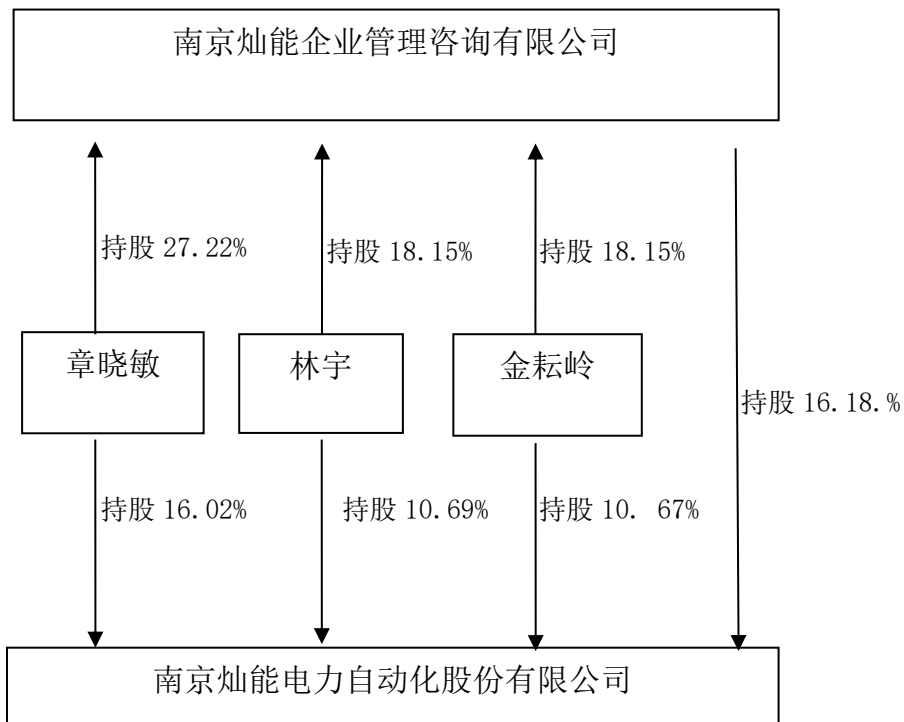 南京灿能企业管理咨询有限公司
持股 27.22%
持股 18.15%
持股 18.15%
章晓敏
林宇
金耘岭
持股 16.18.%
持股 16.02%
持股 10.69%
持股 10. 67%
南京灿能电力自动化股份有限公司